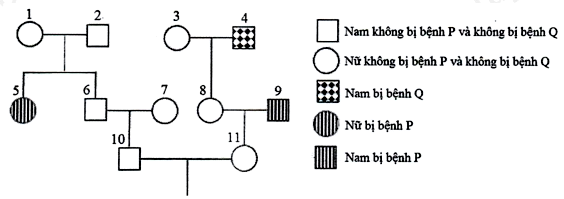 1
2
3
4
5
6
7
8
9
10
11
Nam không bị bệnh P và không bị bệnh Q
Nữ không bị bệnh P và không bị bệnh Q
Nam bị bệnh Q
Nữ bị bệnh P
Nam bị bệnh P